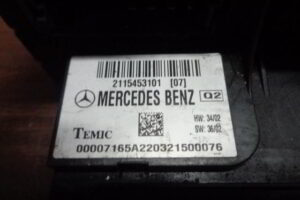 2115453101 [07]
MERCEDES BENZ Q2
HW: 34/02
TEMIC SW: 36/02
00007165A220321500076